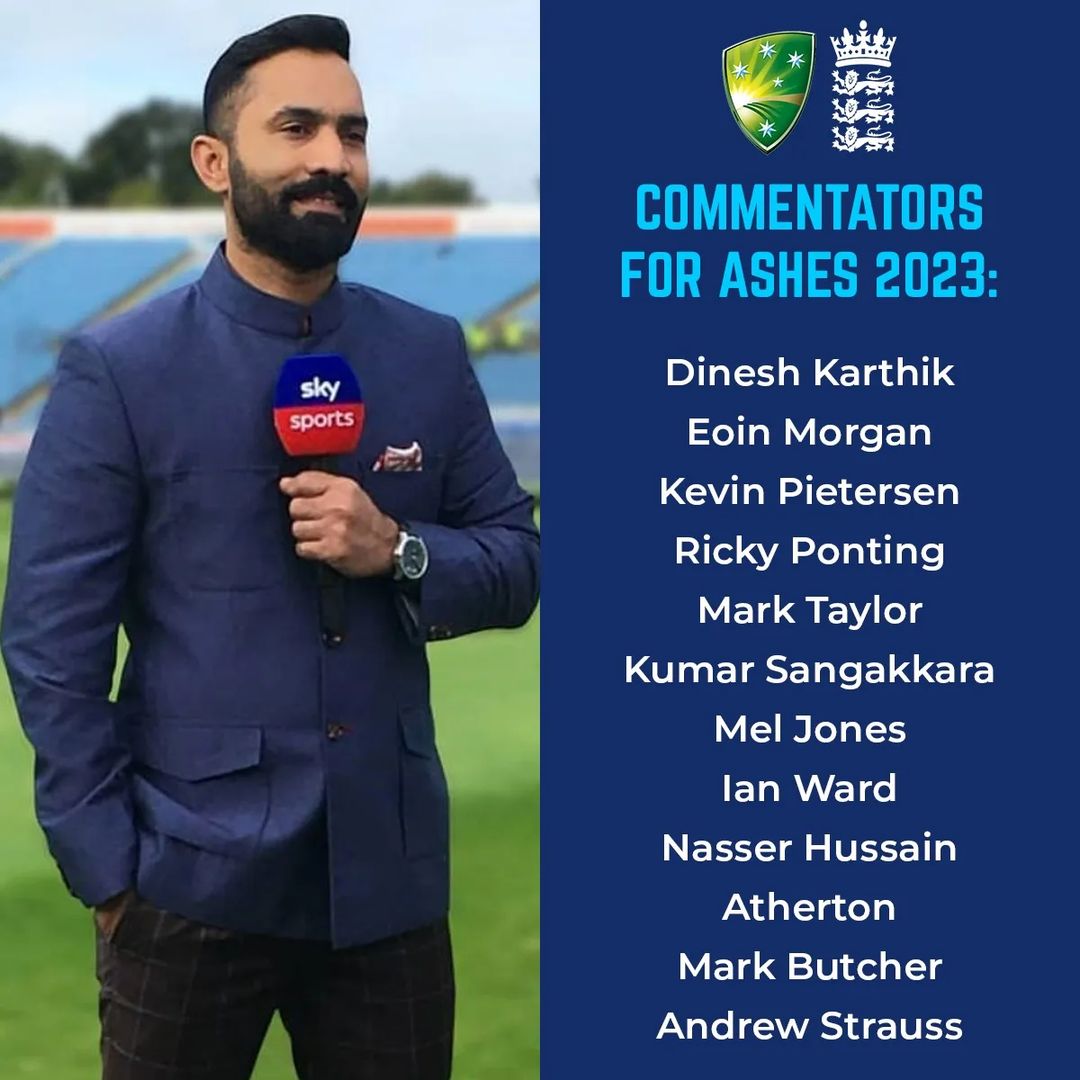 sky
sports
COMMENTATORS
FOR ASHES 2023:
Dinesh Karthik
Eoin Morgan
Kevin Pietersen
Ricky Ponting
Mark Taylor
Kumar Sangakkara
Mel Jones
Ian Ward
Nasser Hussain
Atherton
Mark Butcher
Andrew Strauss